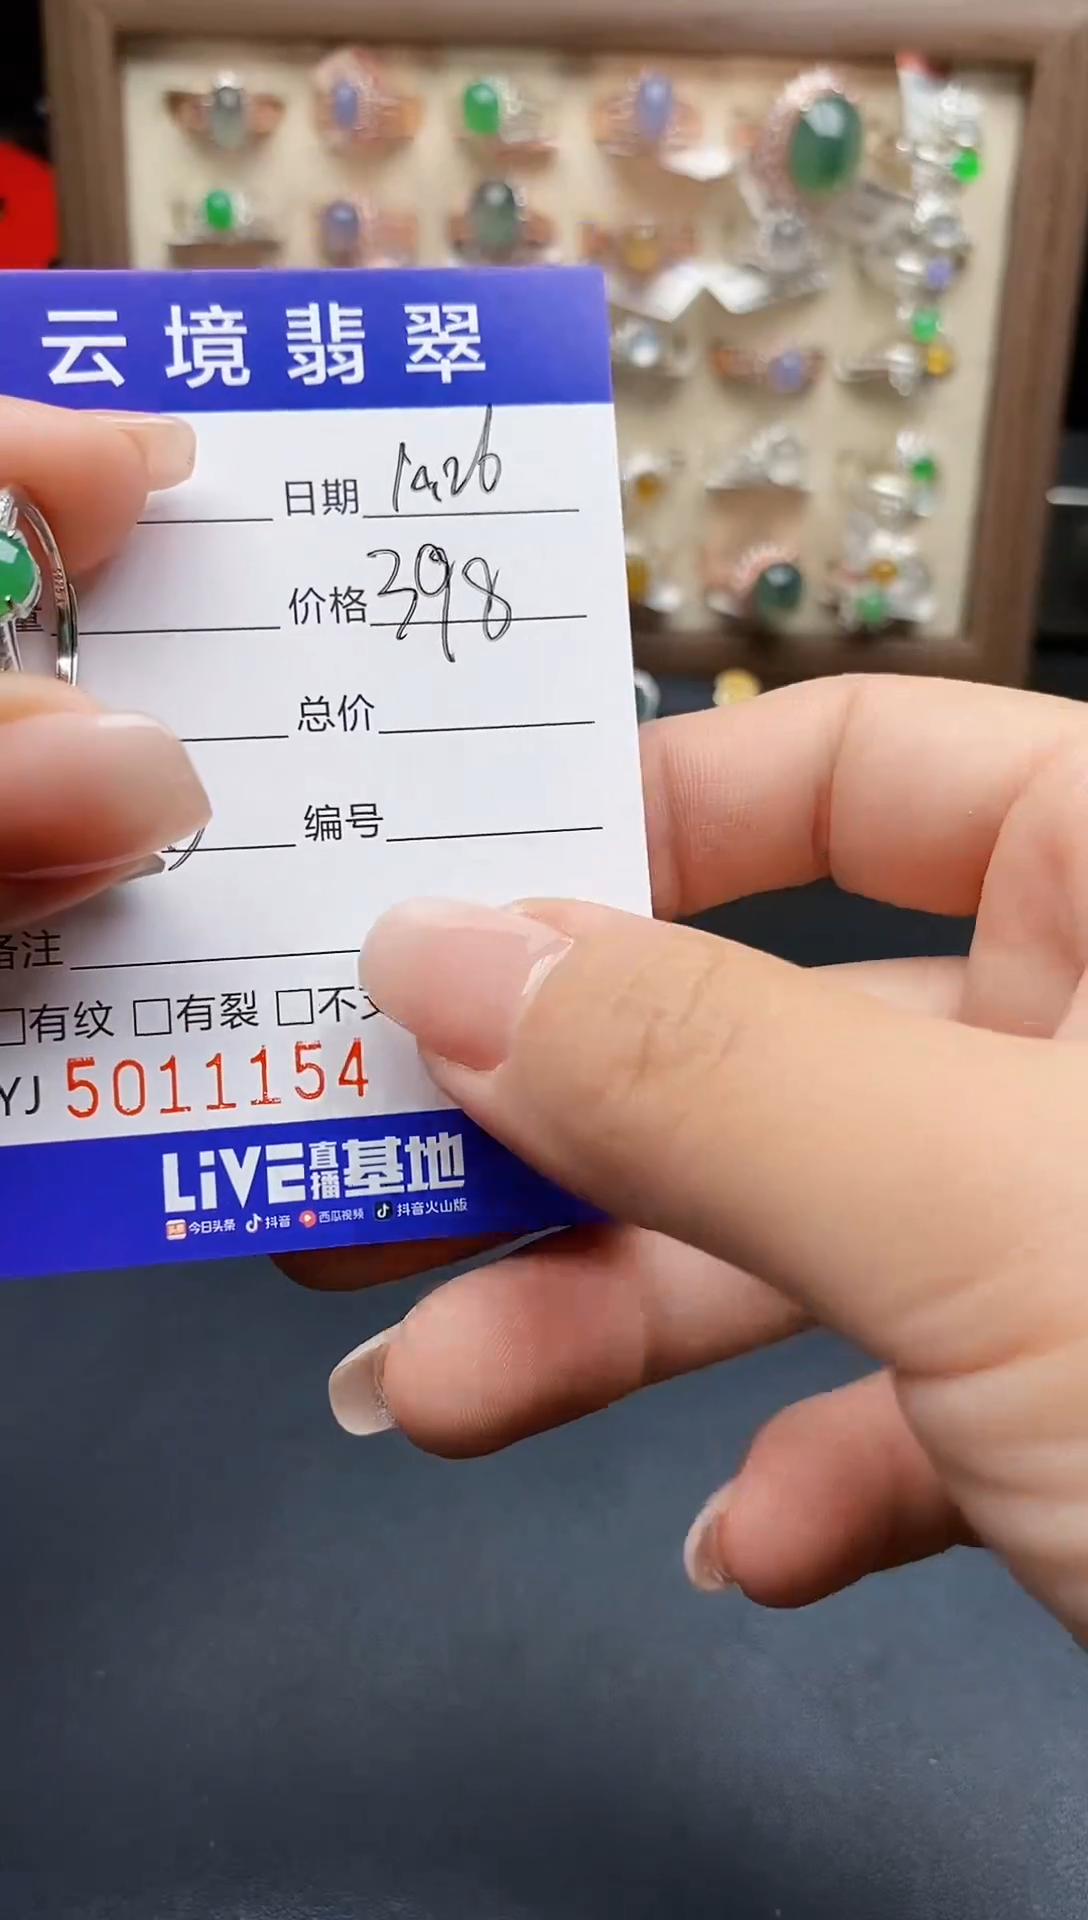 云境翡翠
日期 10.26
价格 398
总价
编号
备注
□有纹 □有裂 □不
YJ 5011154
LiVE直播基地
今日头条 抖音 西瓜视频 抖音火山版